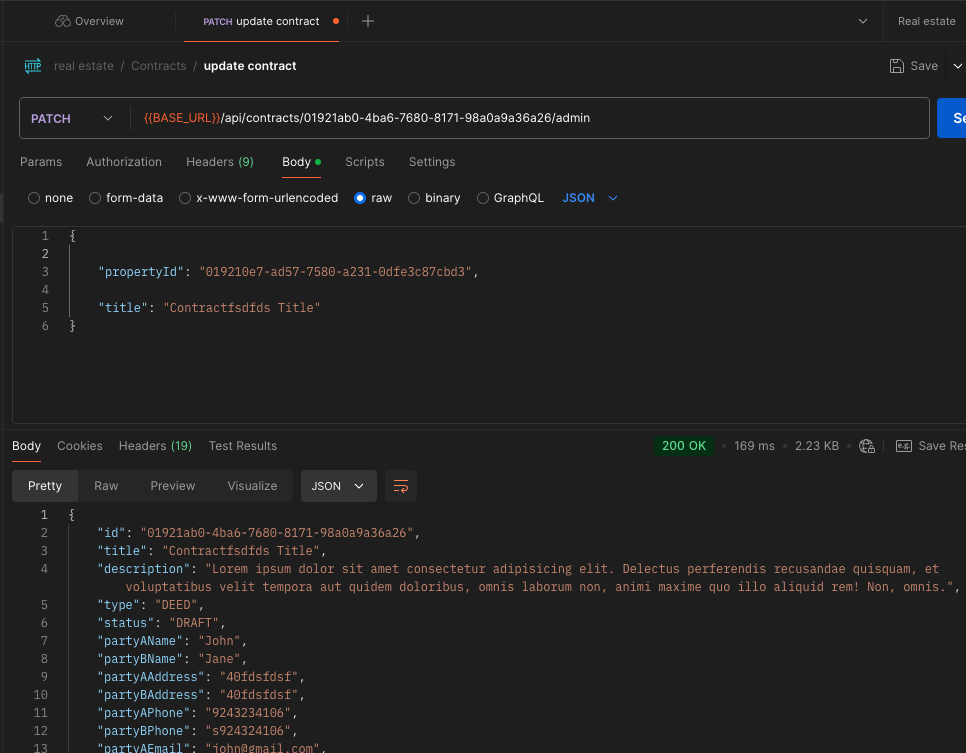 Overview
PATCH update contract
Real estate
HTTP real estate / Contracts / update contract
Save
PATCH {{BASE_URL}}/api/contracts/01921ab0-4ba6-7680-8171-98a0a9a36a26/admin
Params Authorization Headers (9) Body Scripts Settings
none form-data x-www-form-urlencoded raw binary GraphQL JSON
1 {
2
3 "propertyId": "019210e7-ad57-7580-a231-0dfe3c87cbd3",
4
5 "title": "Contractfsdfds Title"
6 }
Body Cookies Headers (19) Test Results 200 OK 169 ms 2.23 KB e.g. Save Res
Pretty Raw Preview Visualize JSON
1 {
2 "id": "01921ab0-4ba6-7680-8171-98a0a9a36a26",
3 "title": "Contractfsdfds Title",
4 "description": "Lorem ipsum dolor sit amet consectetur adipisicing elit. Delectus perferendis recusandae quisquam, et
voluptatibus velit tempora aut quidem doloribus, omnis laborum non, animi maxime quo illo aliquid rem! Non, omnis.",
5 "type": "DEED",
6 "status": "DRAFT",
7 "partyAName": "John",
8 "partyBName": "Jane",
9 "partyAAddress": "40fdsfdsf",
10 "partyBAddress": "40fdsfdsf",
11 "partyAPhone": "9243234106",
12 "partyBPhone": "s924324106",
13 "partyAEmail": "john@gmail.com",